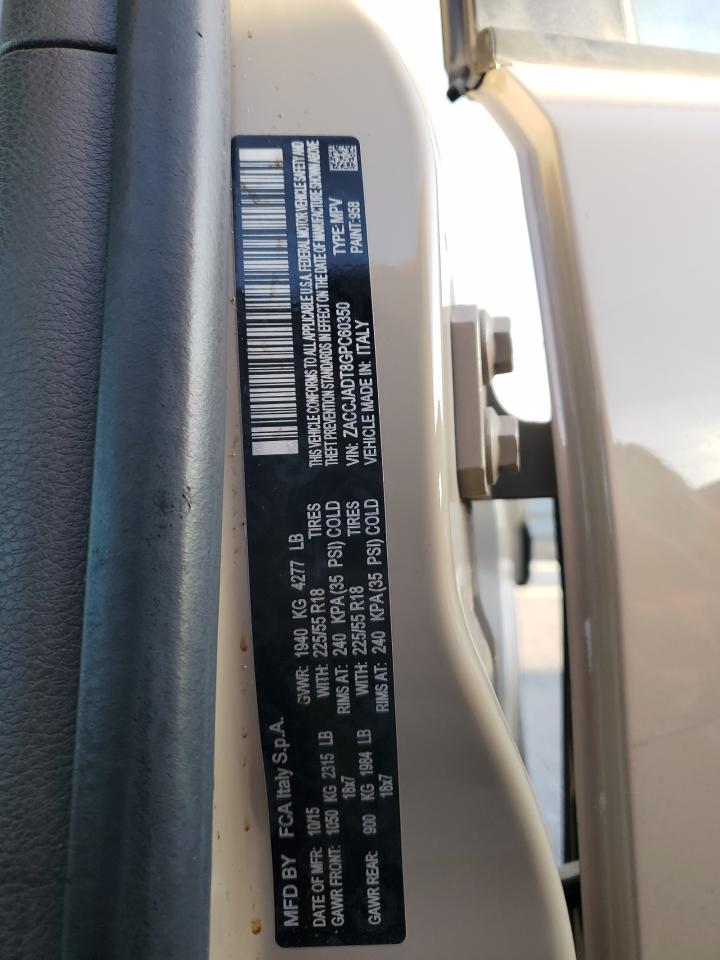 MFD BY FCA Italy S.p.A.
DATE OF MFR: 10/15 GVWR: 1940 KG 4277 LB
GAWR FRONT: 1050 KG 2315 LB WITH: 225/55 R18 TIRES
18x7 RIMS AT: 240 KPA(35 PSI) COLD
GAWR REAR: 900 KG 1984 LB WITH: 225/55 R18 TIRES
18x7 RIMS AT: 240 KPA(35 PSI) COLD
THIS VEHICLE CONFORMS TO ALL APPLICABLE U.S.A. FEDERAL MOTOR VEHICLE SAFETY AND
THEFT PREVENTION STANDARDS IN EFFECT ON THE DATE OF MANUFACTURE SHOWN ABOVE
VIN: ZACCJADT8GPC60350 TYPE:MPV
VEHICLE MADE IN: ITALY PAINT:958